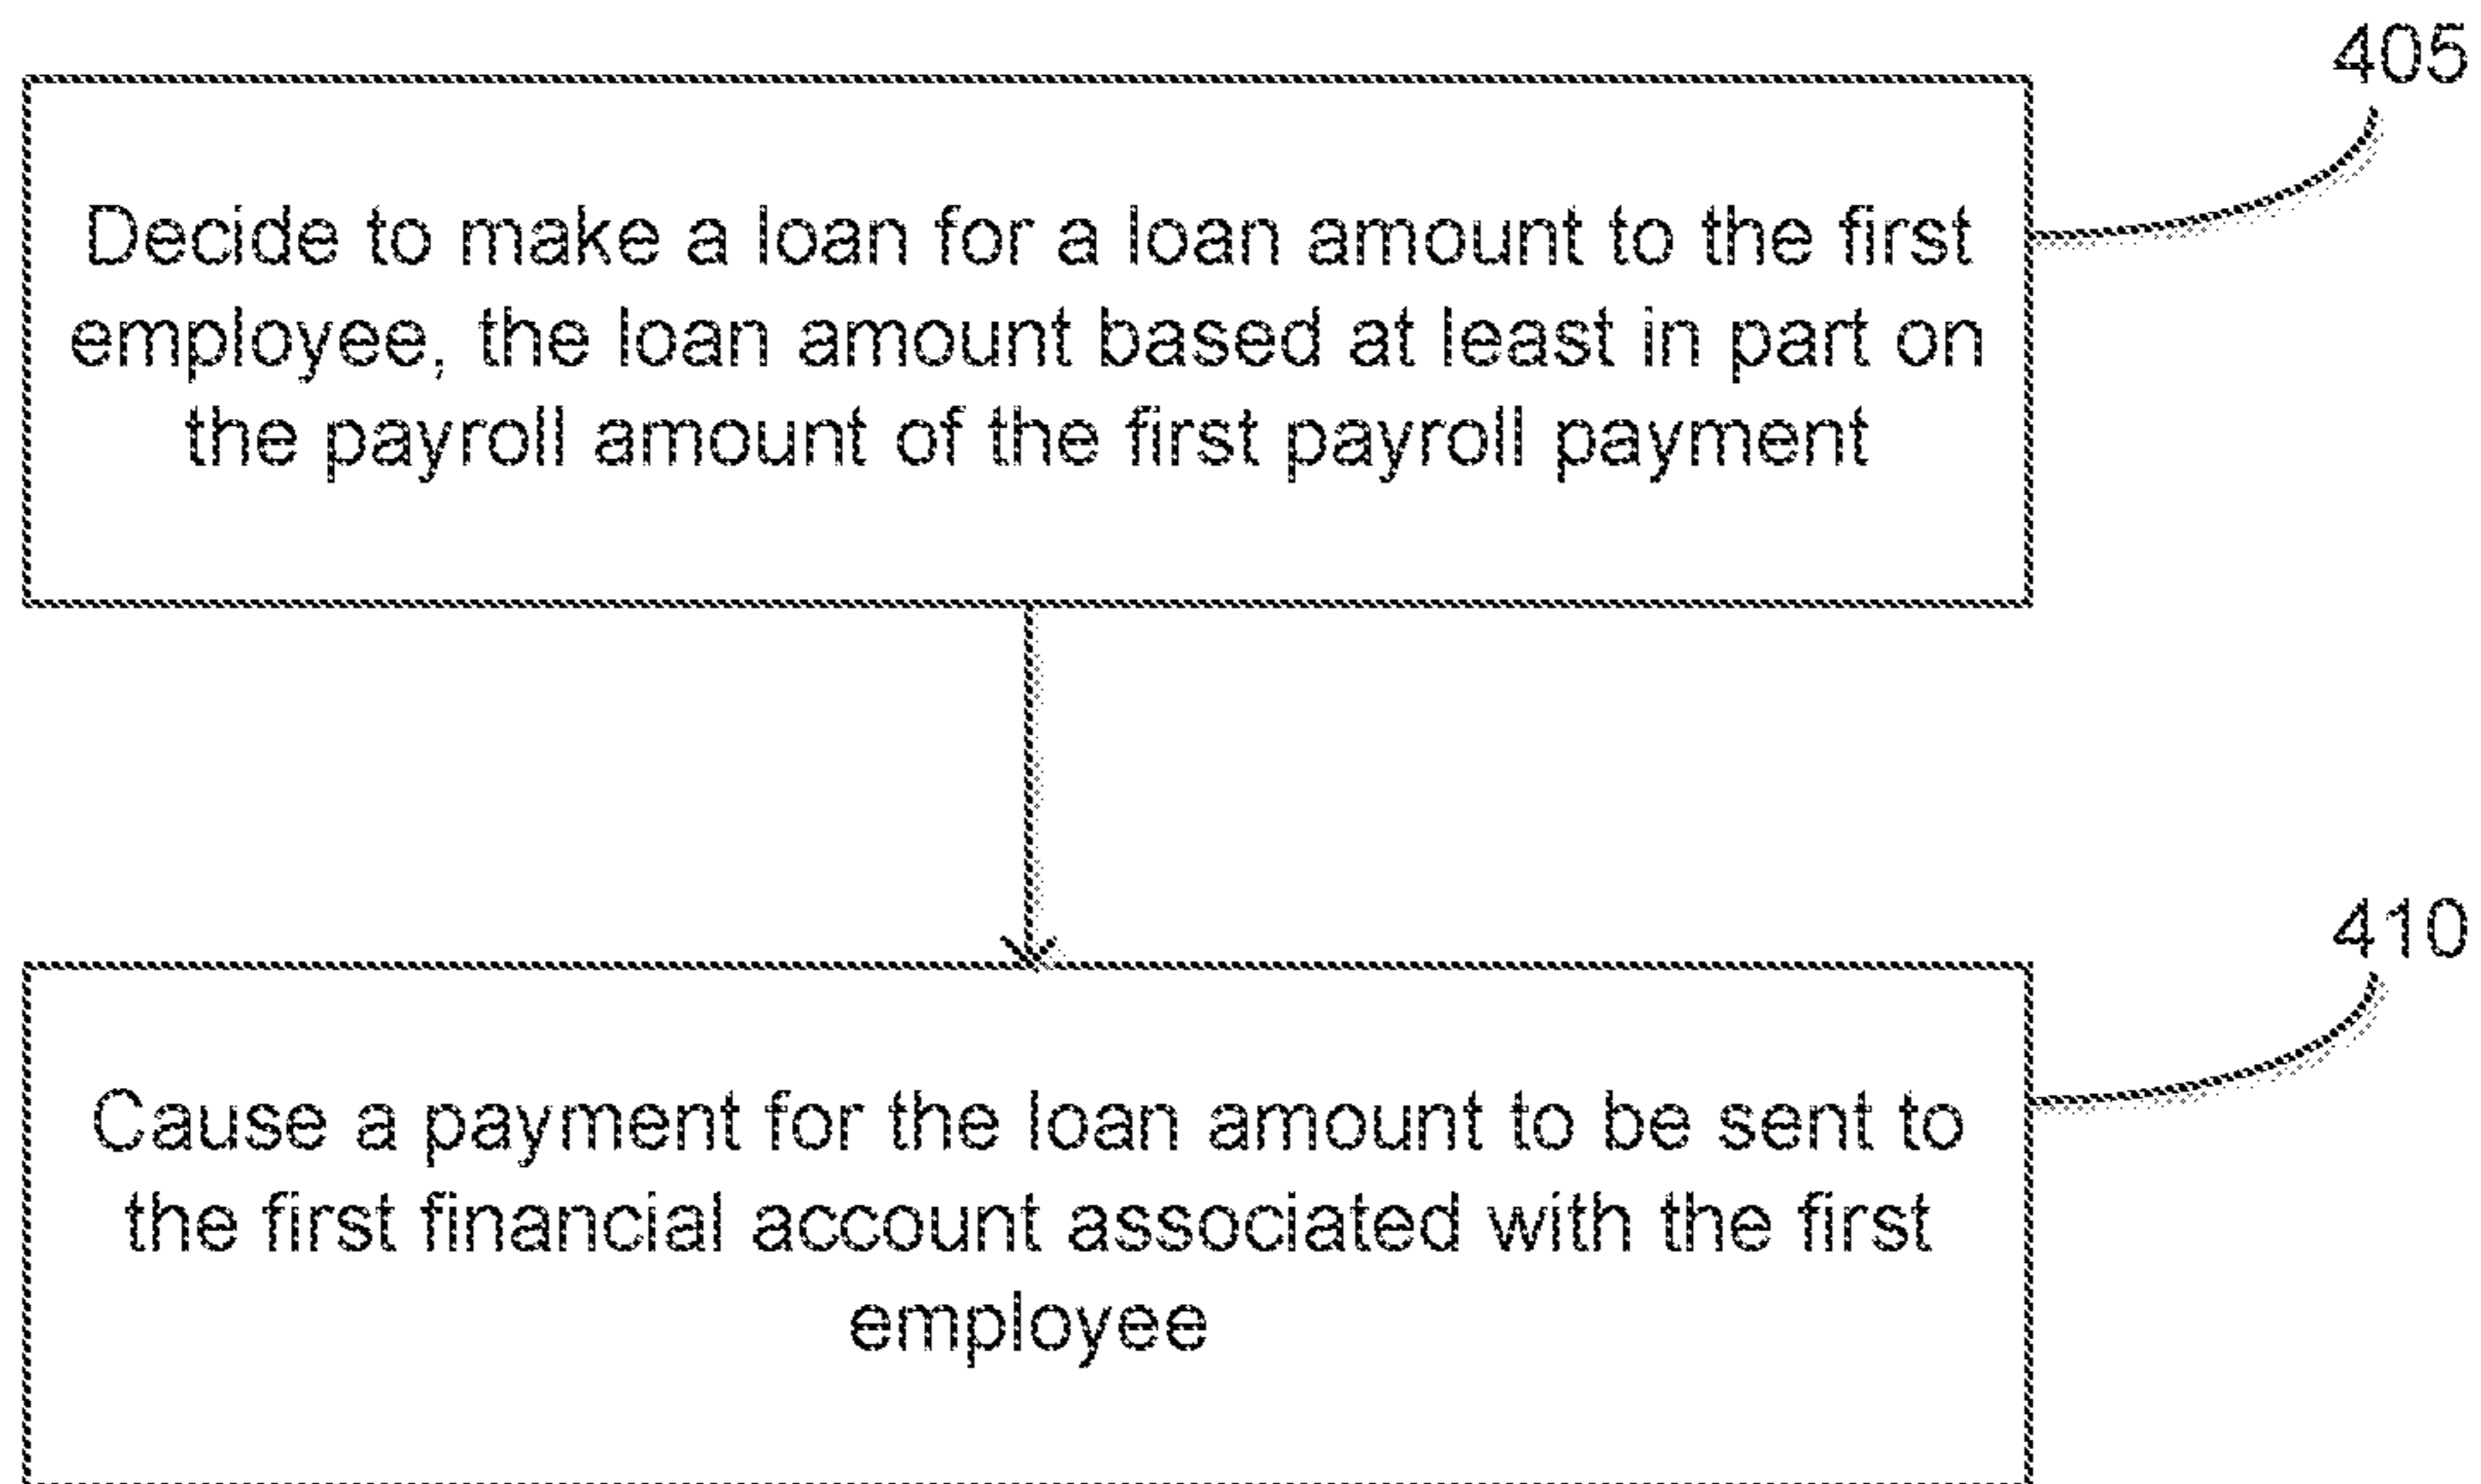 405
Decide to make a loan for a loan amount to the first
employee, the loan amount based at least in part on
the payroll amount of the first payroll payment
410
Cause a payment for the loan amount to be sent to
the first financial account associated with the first
employee